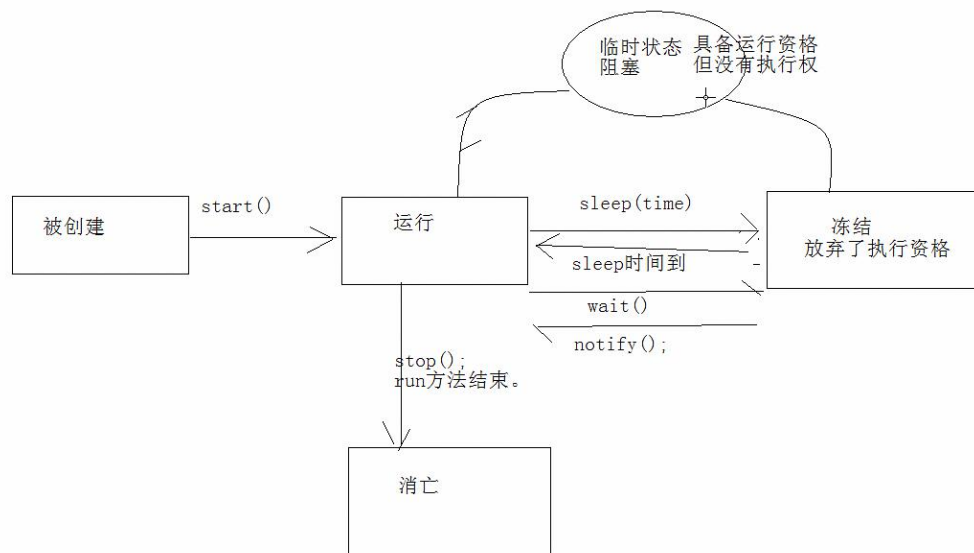 临时状态
阻塞
具备运行资格
但没有执行权
被创建
start()
运行
sleep(time)
冻结
放弃了执行资格
sleep时间到
wait()
notify();
stop();
run方法结束。
消亡